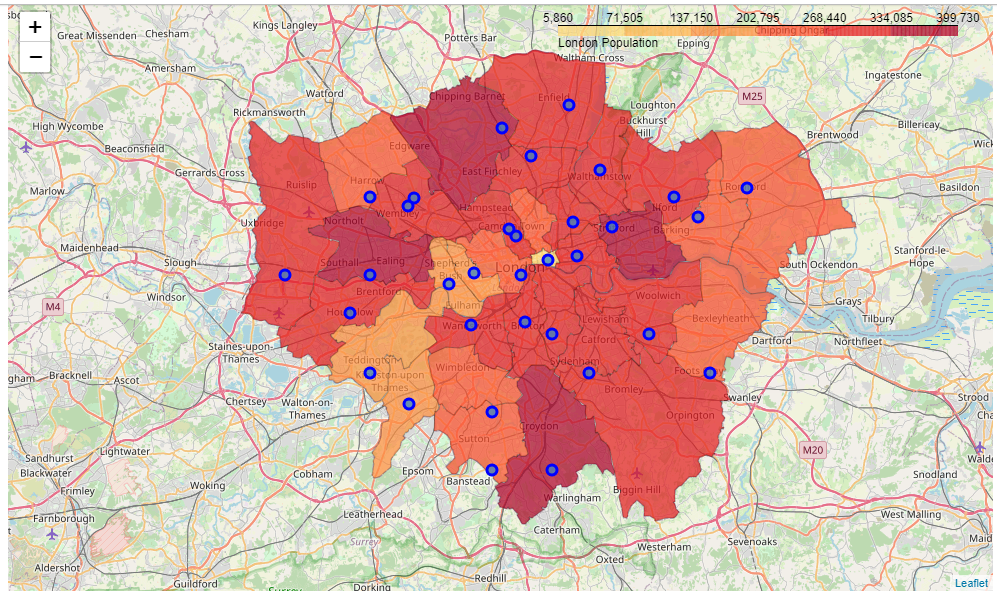 5,860 71,505 137,150 202,795 268,440 334,085 399,730
London Population
+
−
Kings Langley
Great Missenden
Chesham
Potters Bar
Epping
Chipping Ongar
Waltham Cross
Amersham
Ingatestone
Watford
Chipping Barnet
Enfield
M25
Loughton
Rickmansworth
Buckhurst
Hill
High Wycombe
Billericay
Brentwood
Beaconsfield
Edgware
Gerrards Cross
East Finchley
Walthamstow
Harrow
Ruislip
Romford
Basildon
Marlow
Hampstead
Ilford
Wembley
Northolt
Uxbridge
Camden Town
Stratford
Barking
Maidenhead
Stanford-le-
Hope
Slough
Southall
Ealing
Shepherd's
Bush
London
South Ockendon
Brentford
Woolwich
Windsor
M4
Grays
Fulham
Hounslow
Bexleyheath
Tilbury
Wandsworth
Brixton
Lewisham
Catford
Dartford
Northfleet
Staines-upon-
Thames
Teddington
Sydenham
Wimbledon
Kingston upon
Thames
Foots
Bracknell
Ascot
Bromley
Chertsey
Walton-on-
Thames
Swanley
Strood
Orpington
Croydon
Sutton
Lightwater
M20
Sandhurst
Blackwater
Cobham
Epsom
Banstead
Snodland
Frimley
Woking
Warlingham
Biggin Hill
Farnborough
Leatherhead
West Malling
Caterham
Surrey
Westerham
Sevenoaks
Oxted
Aldershot
Guildford
Dorking
Redhill
Leaflet